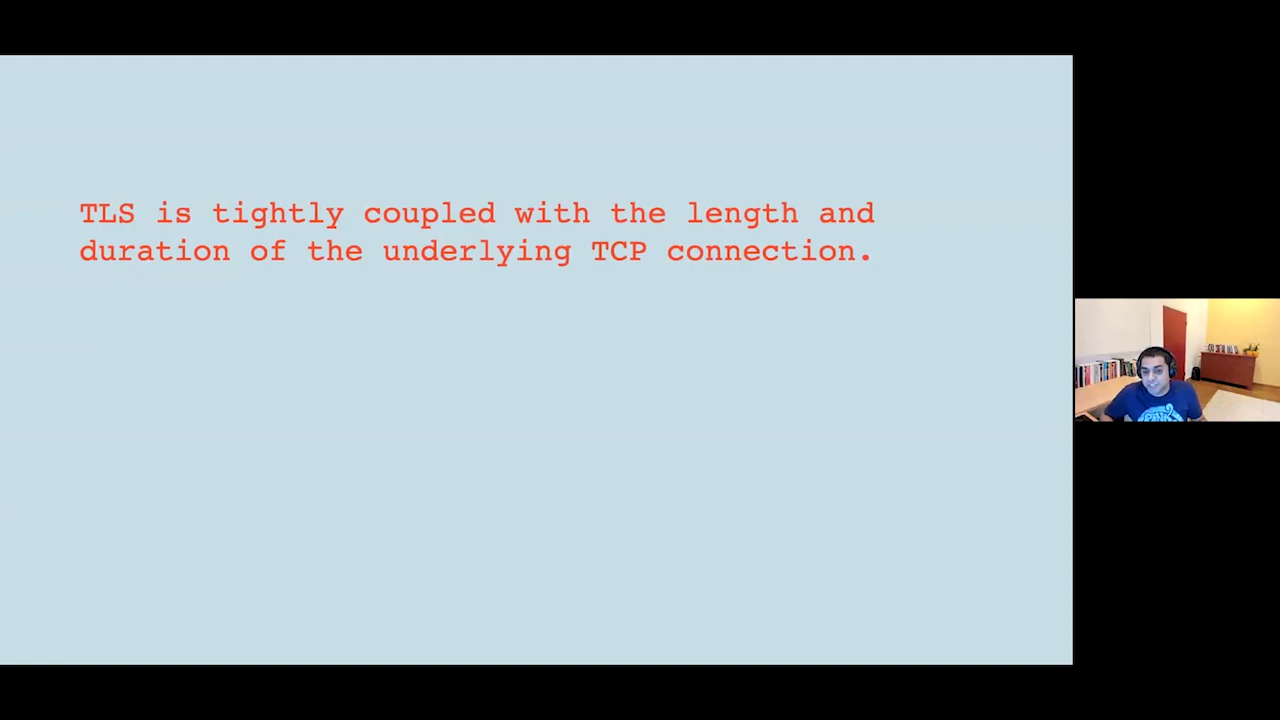 TLS is tightly coupled with the length and
duration of the underlying TCP connection.